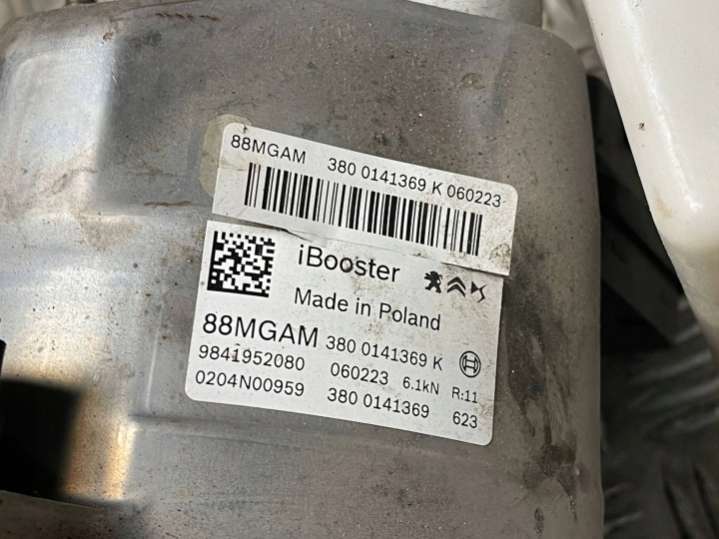 88MGAM 380 0141369 K 060223
iBooster
Made in Poland
88MGAM 380 0141369 K
9841952080 060223 6.1kN R:11
0204N00959 380 0141369 623